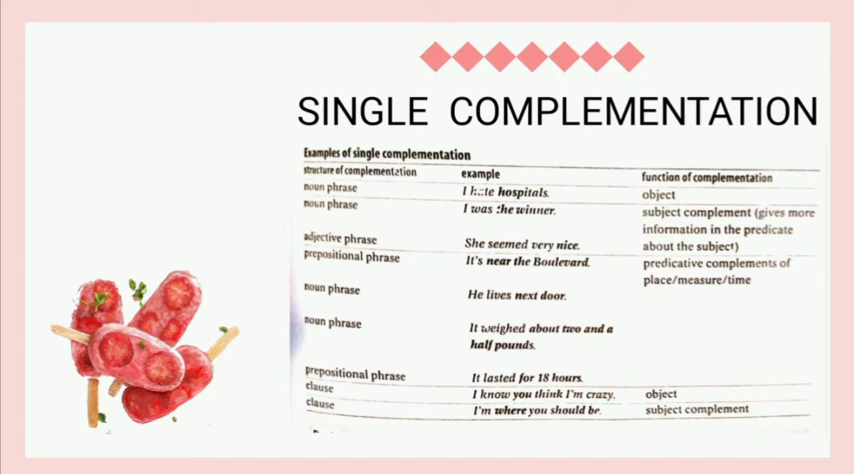 SINGLE COMPLEMENTATION
Examples of single complementation
structure of complementation example function of complementation
noun phrase I hate hospitals. object
noun phrase I was the winner. subject complement (gives more
information in the predicate
adjective phrase She seemed very nice. about the subject)
prepositional phrase It's near the Boulevard. predicative complements of
place/measure/time
noun phrase He lives next door.
noun phrase It weighed about two and a
half pounds.
prepositional phrase It lasted for 18 hours.
clause I know you think I'm crazy. object
clause I'm where you should be. subject complement